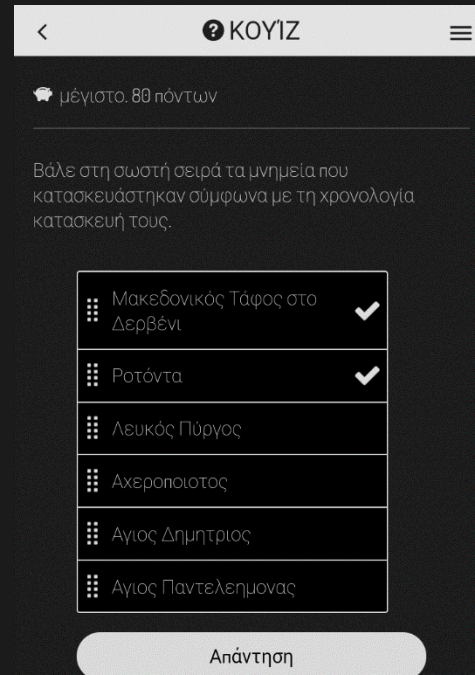 ΚΟΥΊΖ
μέγιστο. 80 πόντων
Βάλε στη σωστή σειρά τα μνημεία που
κατασκευάστηκαν σύμφωνα με τη χρονολογία
κατασκευή τους.
Μακεδονικός Τάφος στο
Δερβένι
Ροτόντα
Λευκός Πύργος
Αχεροποιοτος
Αγιος Δημητριος
Αγιος Παντελεημονας
Απάντηση